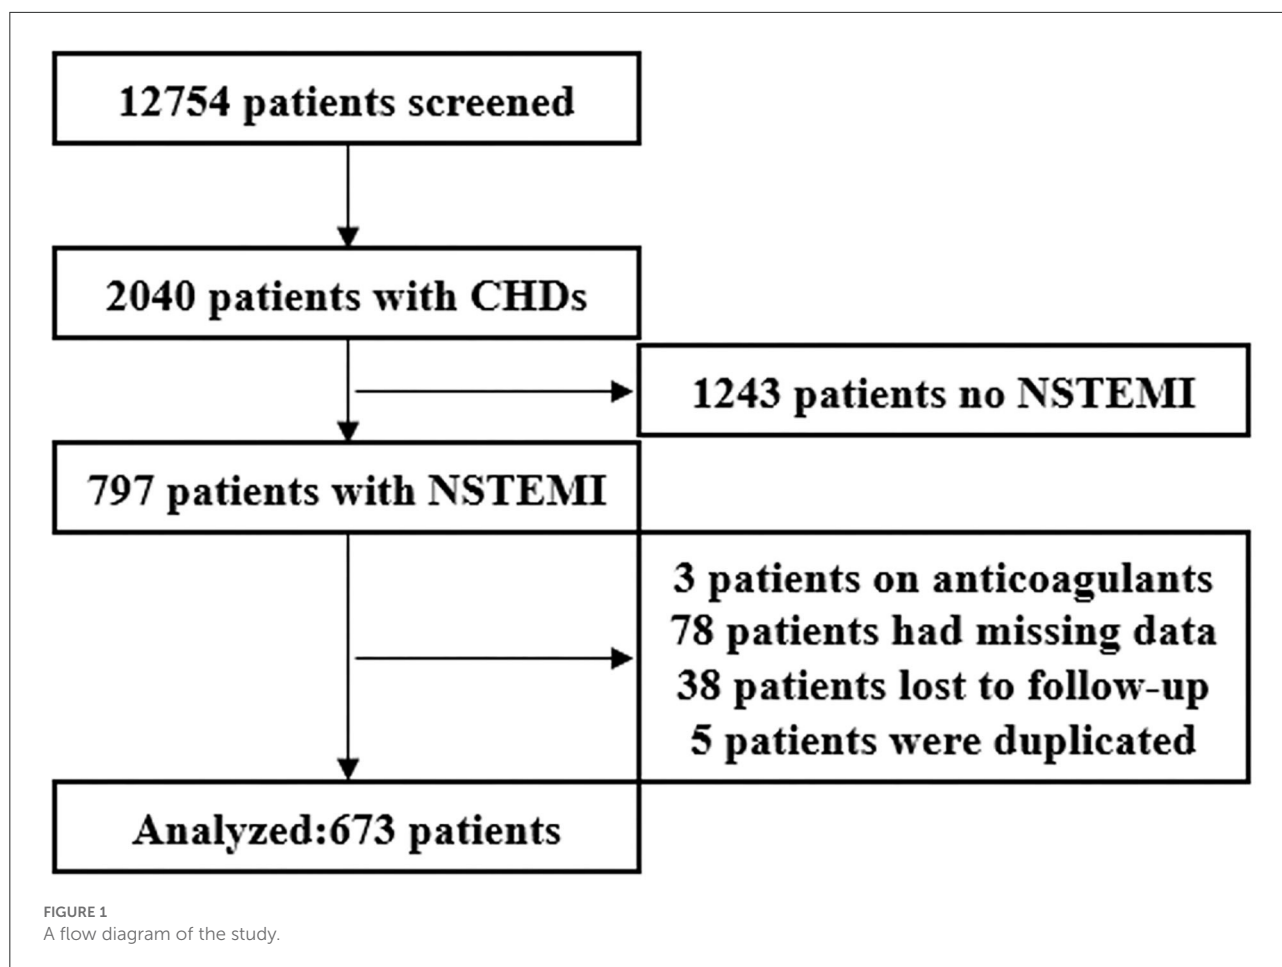 12754 patients screened
2040 patients with CHDs
1243 patients no NSTEMI
797 patients with NSTEMI
3 patients on anticoagulants
78 patients had missing data
38 patients lost to follow-up
5 patients were duplicated
Analyzed:673 patients
FIGURE 1
A flow diagram of the study.